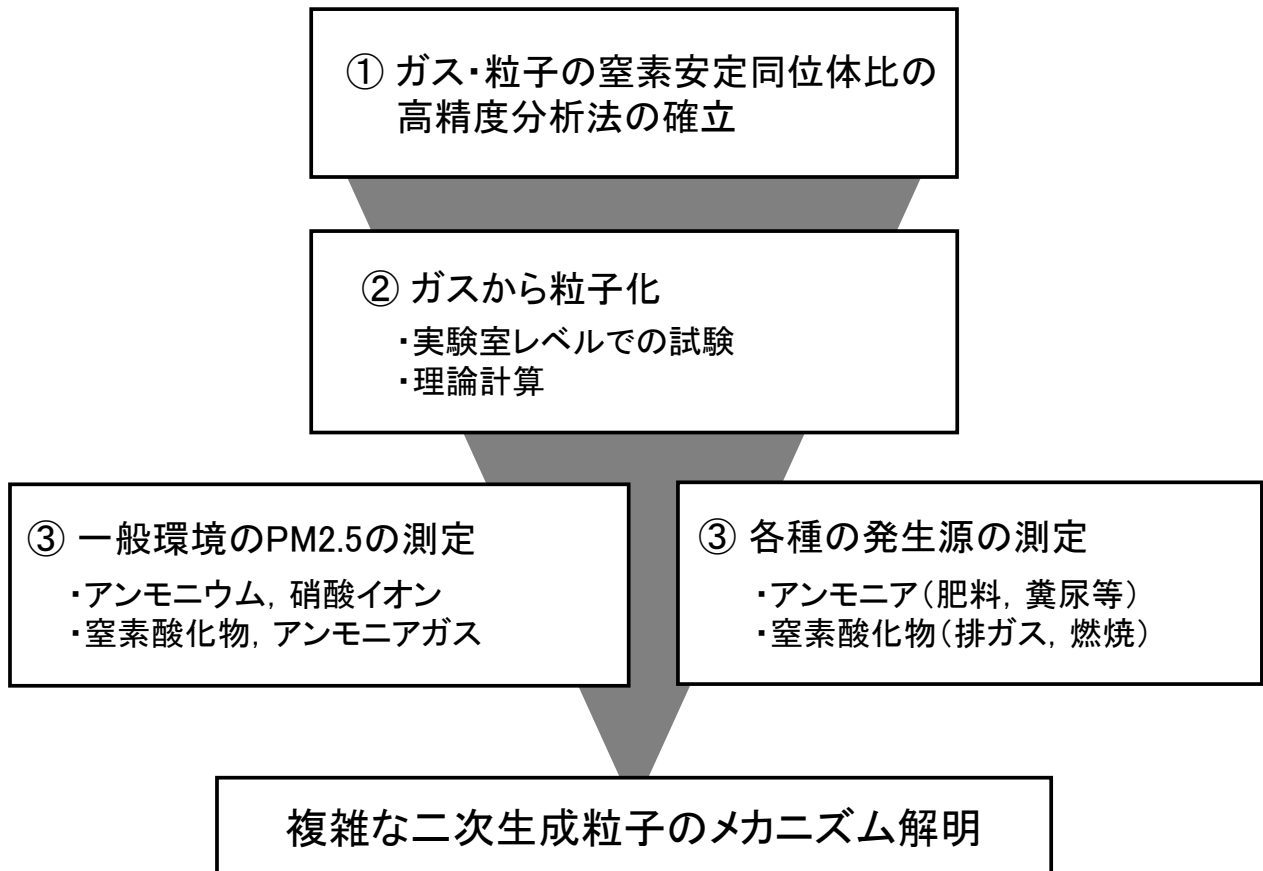 ① ガス・粒子の窒素安定同位体比の
高精度分析法の確立
② ガスから粒子化
・実験室レベルでの試験
・理論計算
③ 一般環境のPM2.5の測定
・アンモニウム, 硝酸イオン
・窒素酸化物, アンモニアガス
③ 各種の発生源の測定
・アンモニア(肥料, 糞尿等)
・窒素酸化物(排ガス, 燃焼)
複雑な二次生成粒子のメカニズム解明